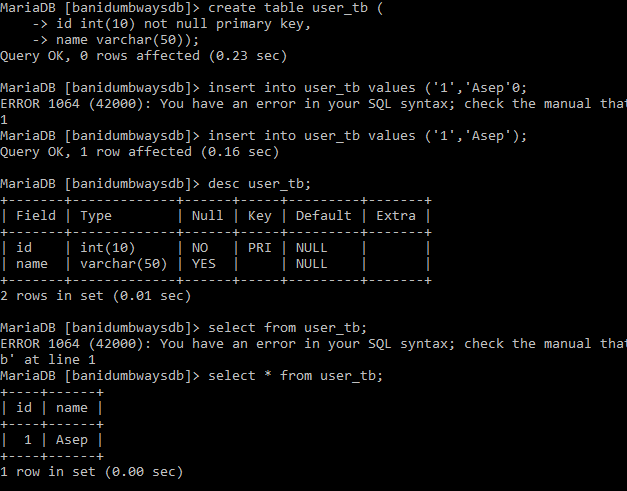 MariaDB [banidumbwaysdb]> create table user_tb (
    -> id int(10) not null primary key,
    -> name varchar(50));
Query OK, 0 rows affected (0.23 sec)

MariaDB [banidumbwaysdb]> insert into user_tb values ('1','Asep'0;
ERROR 1064 (42000): You have an error in your SQL syntax; check the manual that
1
MariaDB [banidumbwaysdb]> insert into user_tb values ('1','Asep');
Query OK, 1 row affected (0.16 sec)

MariaDB [banidumbwaysdb]> desc user_tb;
+-------+-------------+------+-----+---------+-------+
| Field | Type        | Null | Key | Default | Extra |
+-------+-------------+------+-----+---------+-------+
| id    | int(10)     | NO   | PRI | NULL    |       |
| name  | varchar(50) | YES  |     | NULL    |       |
+-------+-------------+------+-----+---------+-------+
2 rows in set (0.01 sec)

MariaDB [banidumbwaysdb]> select from user_tb;
ERROR 1064 (42000): You have an error in your SQL syntax; check the manual that
b' at line 1
MariaDB [banidumbwaysdb]> select * from user_tb;
+----+------+
| id | name |
+----+------+
|  1 | Asep |
+----+------+
1 row in set (0.00 sec)